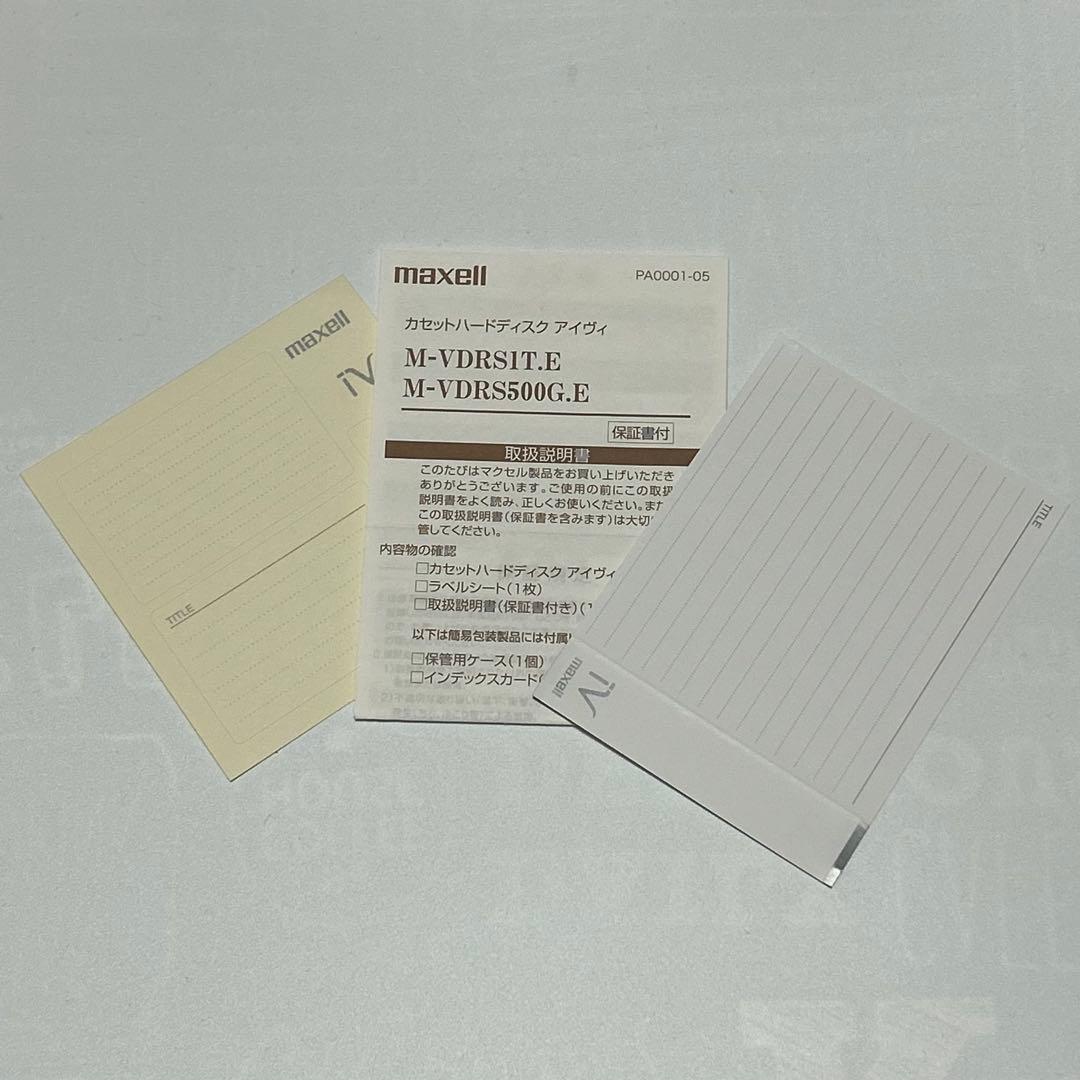 maxell
iV
TITLE
maxell
PA0001-05
カセットハードディスク アイヴィ
M-VDRS1T.E
M-VDRS500G.E
保証書付
取扱説明書
このたびはマクセル製品をお買い上げいただき
ありがとうございます。ご使用の前にこの取扱
説明書をよく読み、正しくお使いください。また
この取扱説明書(保証書を含みます)は大切
管してください。
内容物の確認
□カセットハードディスク アイヴィ
□ラベルシート(1枚)
□取扱説明書(保証書付き)(1
以下は簡易包装製品には付属
□保管用ケース(1個)
□インデックスカード(
TITLE
maxell
iV